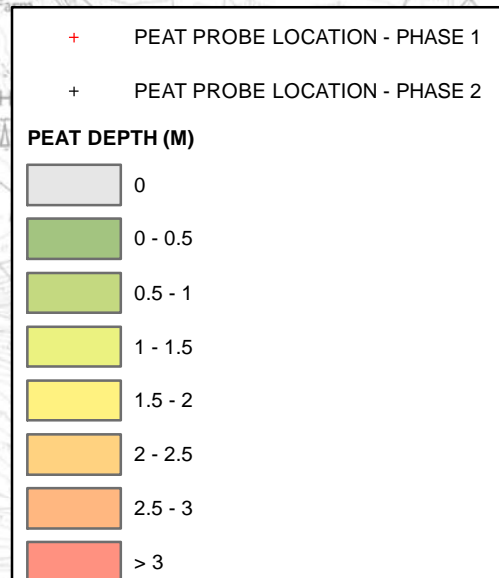 Farm
+ PEAT PROBE LOCATION - PHASE 1
+ PEAT PROBE LOCATION - PHASE 2
PEAT DEPTH (M)
0
0 - 0.5
0.5 - 1
1 - 1.5
1.5 - 2
2 - 2.5
2.5 - 3
> 3